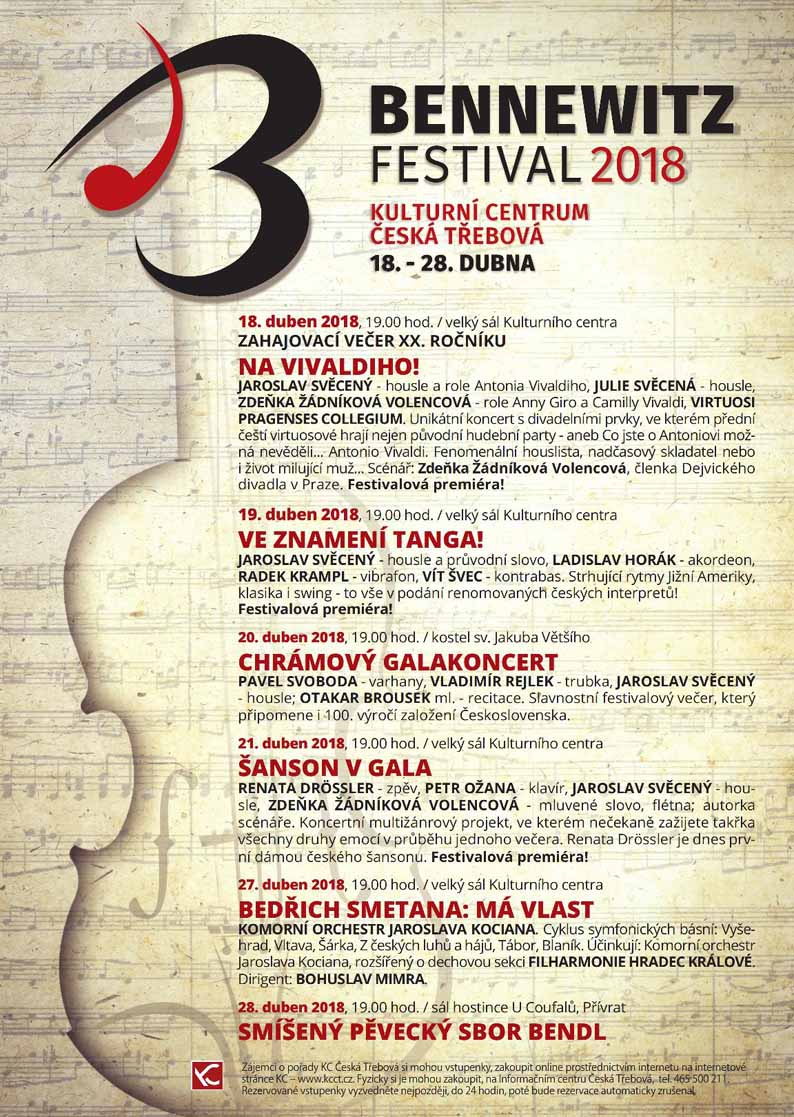 B
BENNEWITZ
FESTIVAL 2018
KULTURNÍ CENTRUM
ČESKÁ TŘEBOVÁ
18. - 28. DUBNA
18. duben 2018, 19.00 hod. / velký sál Kulturního centra
ZAHAJOVACÍ VEČER XX. ROČNÍKU
NA VIVALDIHO!
JAROSLAV SVĚCENÝ - housle a role Antonia Vivaldiho, JULIE SVĚCENÁ - housle,
ZDEŇKA ŽÁDNÍKOVÁ VOLENCOVÁ - role Anny Giro a Camilly Vivaldi, VIRTUOSI
PRAGENSES COLLEGIUM. Unikátní koncert s divadelními prvky, ve kterém přední
čeští virtuosové hrají nejen původní hudební party - aneb Co jste o Antoniovi mož-
ná nevěděli... Antonio Vivaldi. Fenomenální houslista, nadčasový skladatel nebo
i život milující muž... Scénář: Zdeňka Žádníková Volencová, členka Dejvického
divadla v Praze. Festivalová premiéra!
19. duben 2018, 19.00 hod. / velký sál Kulturního centra
VE ZNAMENÍ TANGA!
JAROSLAV SVĚCENÝ - housle a průvodní slovo, LADISLAV HORÁK - akordeon,
RADEK KRAMPL - vibrafon, VÍT ŠVEC - kontrabas. Strhující rytmy Jižní Ameriky,
klasika i swing - to vše v podání renomovaných českých interpretů!
Festivalová premiéra!
20. duben 2018, 19.00 hod. / kostel sv. Jakuba Většího
CHRÁMOVÝ GALAKONCERT
PAVEL SVOBODA - varhany, VLADIMÍR REJLEK - trubka, JAROSLAV SVĚCENÝ
- housle; OTAKAR BROUSEK ml. - recitace. Slavnostní festivalový večer, který
připomene i 100. výročí založení Československa.
21. duben 2018, 19.00 hod. / velký sál Kulturního centra
ŠANSON V GALA
RENATA DRÖSSLER - zpěv, PETR OŽANA - klavír, JAROSLAV SVĚCENÝ - hou-
sle, ZDEŇKA ŽÁDNÍKOVÁ VOLENCOVÁ - mluvené slovo, flétna; autorka
scénáře. Koncertní multižánrový projekt, ve kterém nečekaně zažijete takřka
všechny druhy emocí v průběhu jednoho večera. Renata Drössler je dnes prv-
ní dámou českého šansonu. Festivalová premiéra!
27. duben 2018, 19.00 hod. / velký sál Kulturního centra
BEDŘICH SMETANA: MÁ VLAST
KOMORNÍ ORCHESTR JAROSLAVA KOCIANA. Cyklus symfonických básní: Vyše-
hrad, Vltava, Šárka, Z českých luhů a hájů, Tábor, Blaník. Účinkují: Komorní orchestr
Jaroslava Kociana, rozšířený o dechovou sekci FILHARMONIE HRADEC KRÁLOVÉ.
Dirigent: BOHUSLAV MIMRA.
28. duben 2018, 19.00 hod. / sál hostince U Coufalů, Přívrat
SMÍŠENÝ PĚVECKÝ SBOR BENDL
KC
Zájemci o pořady KC Česká Třebová si mohou vstupenky, zakoupit online prostřednictvím internetu na internetové
stránce KC – www.kcct.cz. Fyzicky si je mohou zakoupit, na Informačním centru Česká Třebová, tel. 465 500 211.
Rezervované vstupenky vyzvedněte nejpozději, do 24 hodin, poté bude rezervace automaticky zrušena.